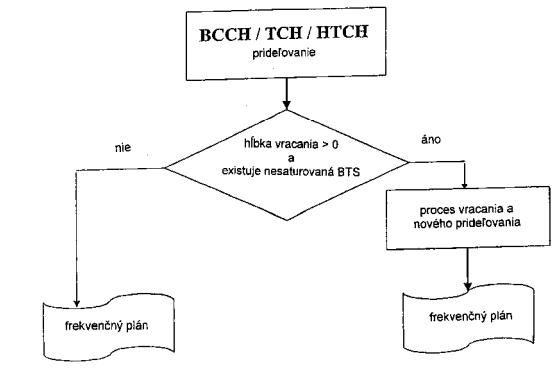 BCCH / TCH / HTCH
prideľovanie
nie
hĺbka vracania > 0
a
existuje nesaturovaná BTS
áno
proces vracania a
nového prideľovania
frekvenčný plán
frekvenčný plán